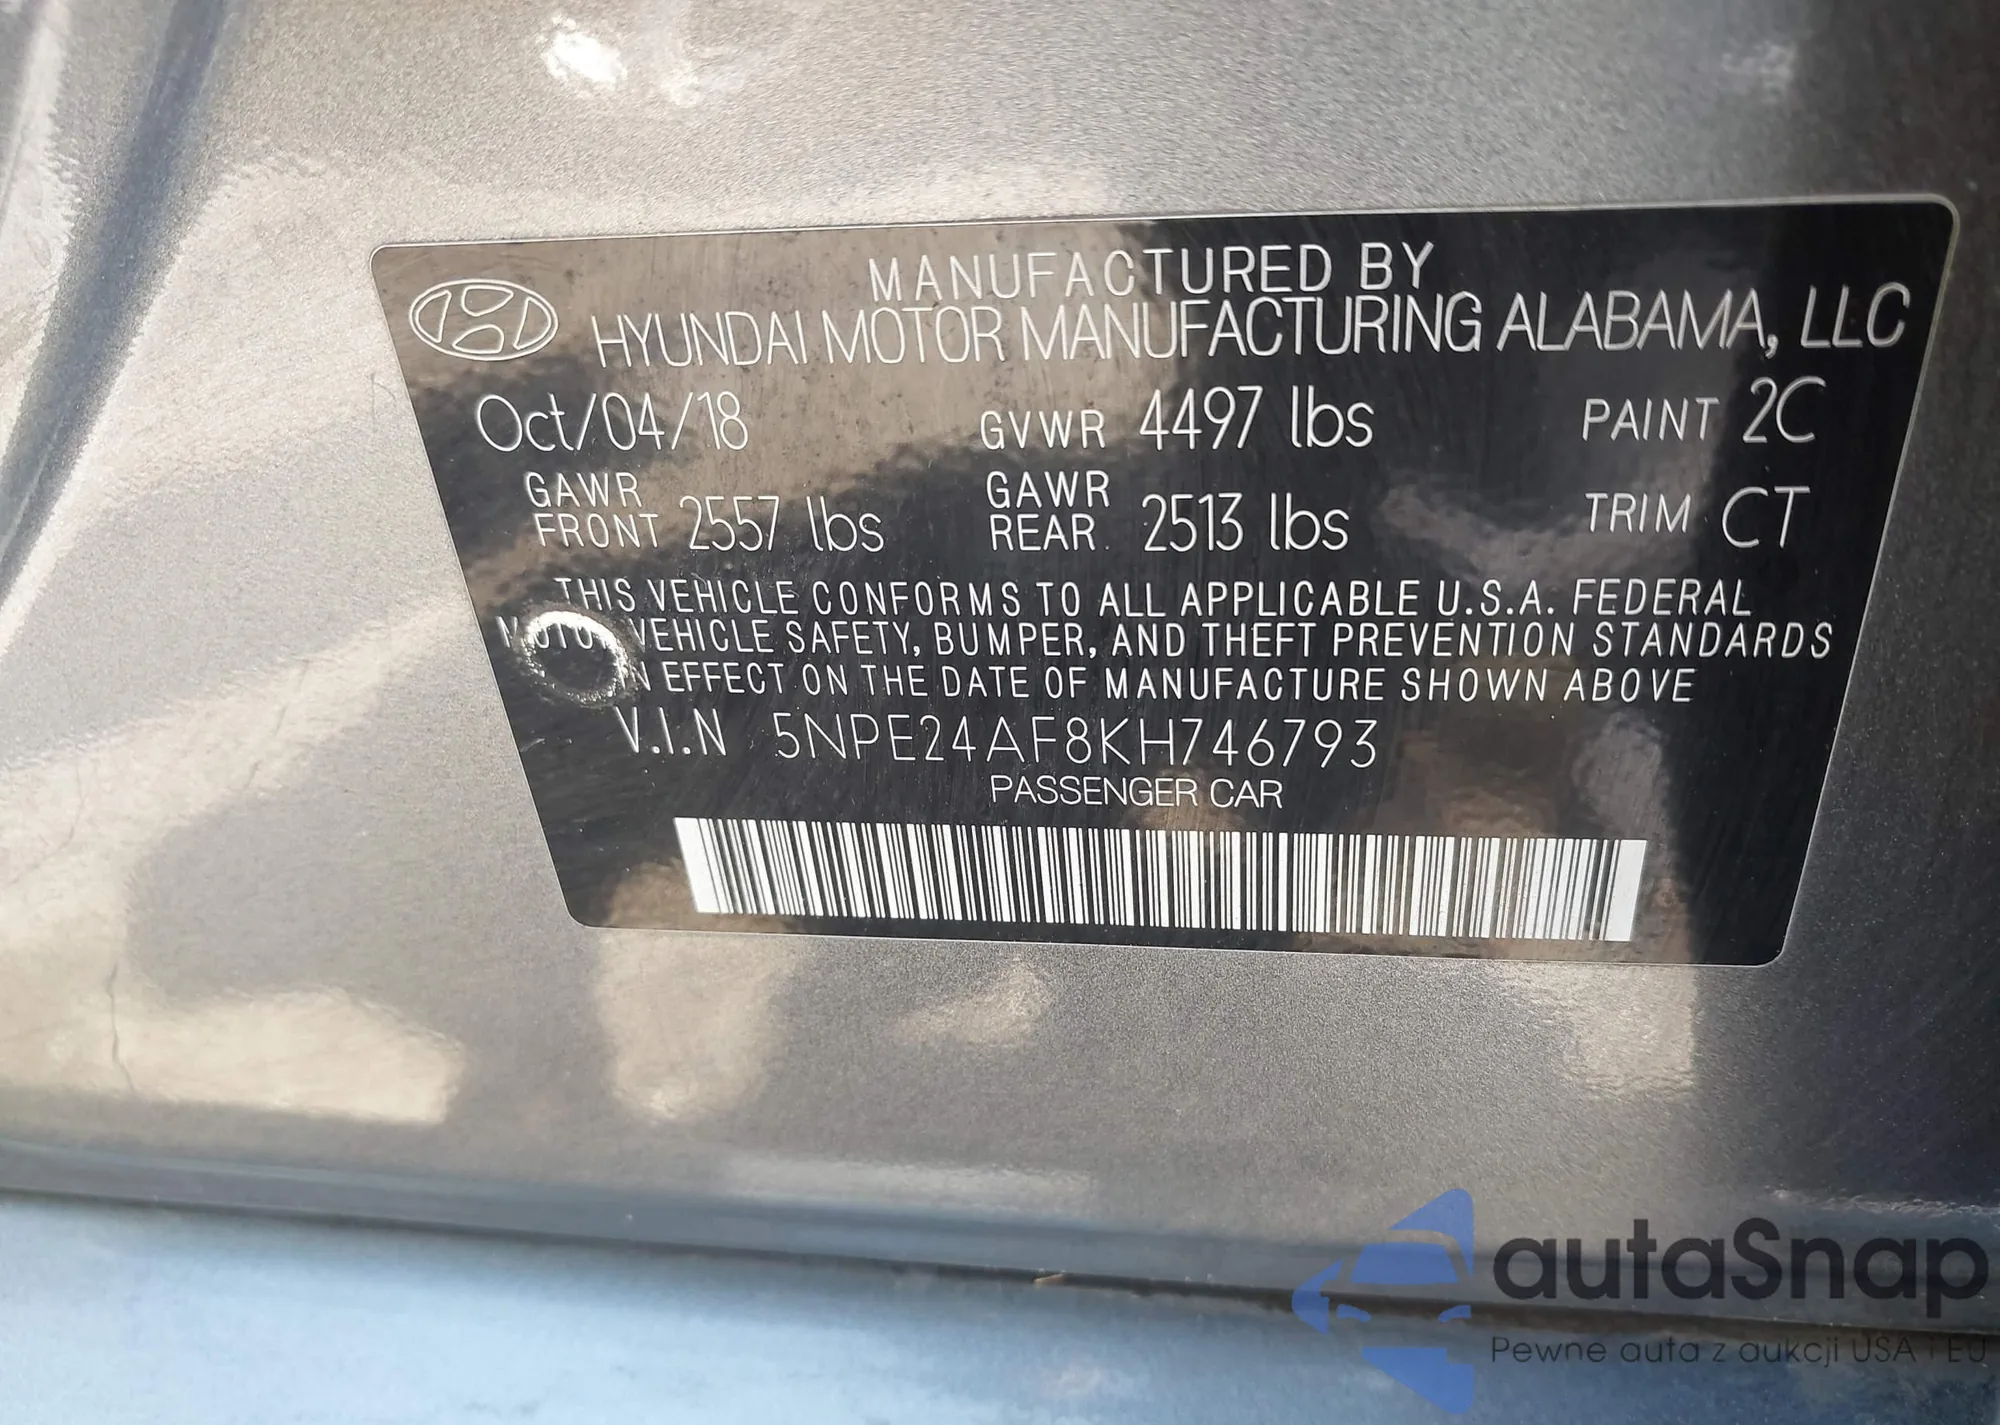 MANUFACTURED BY
HYUNDAI MOTOR MANUFACTURING ALABAMA, LLC
Oct/04/18 GVWR 4497 lbs PAINT 2C
GAWR FRONT 2557 lbs GAWR REAR 2513 lbs TRIM CT
THIS VEHICLE CONFORMS TO ALL APPLICABLE U.S.A. FEDERAL
MOTOR VEHICLE SAFETY, BUMPER, AND THEFT PREVENTION STANDARDS
IN EFFECT ON THE DATE OF MANUFACTURE SHOWN ABOVE
V.I.N 5NPE24AF8KH746793
PASSENGER CAR
autaSnap
Pewne auta z aukcji USA i EU